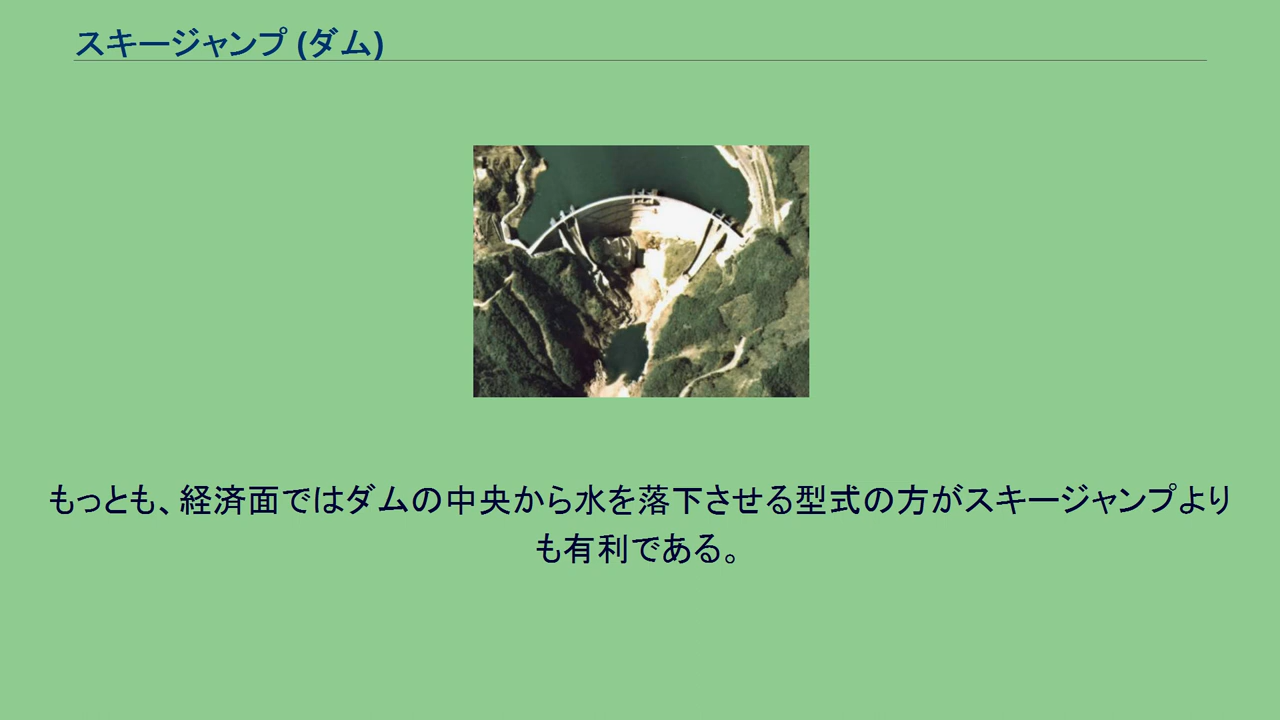 スキージャンプ (ダム)
もっとも、経済面ではダムの中央から水を落下させる型式の方がスキージャンプより
も有利である。